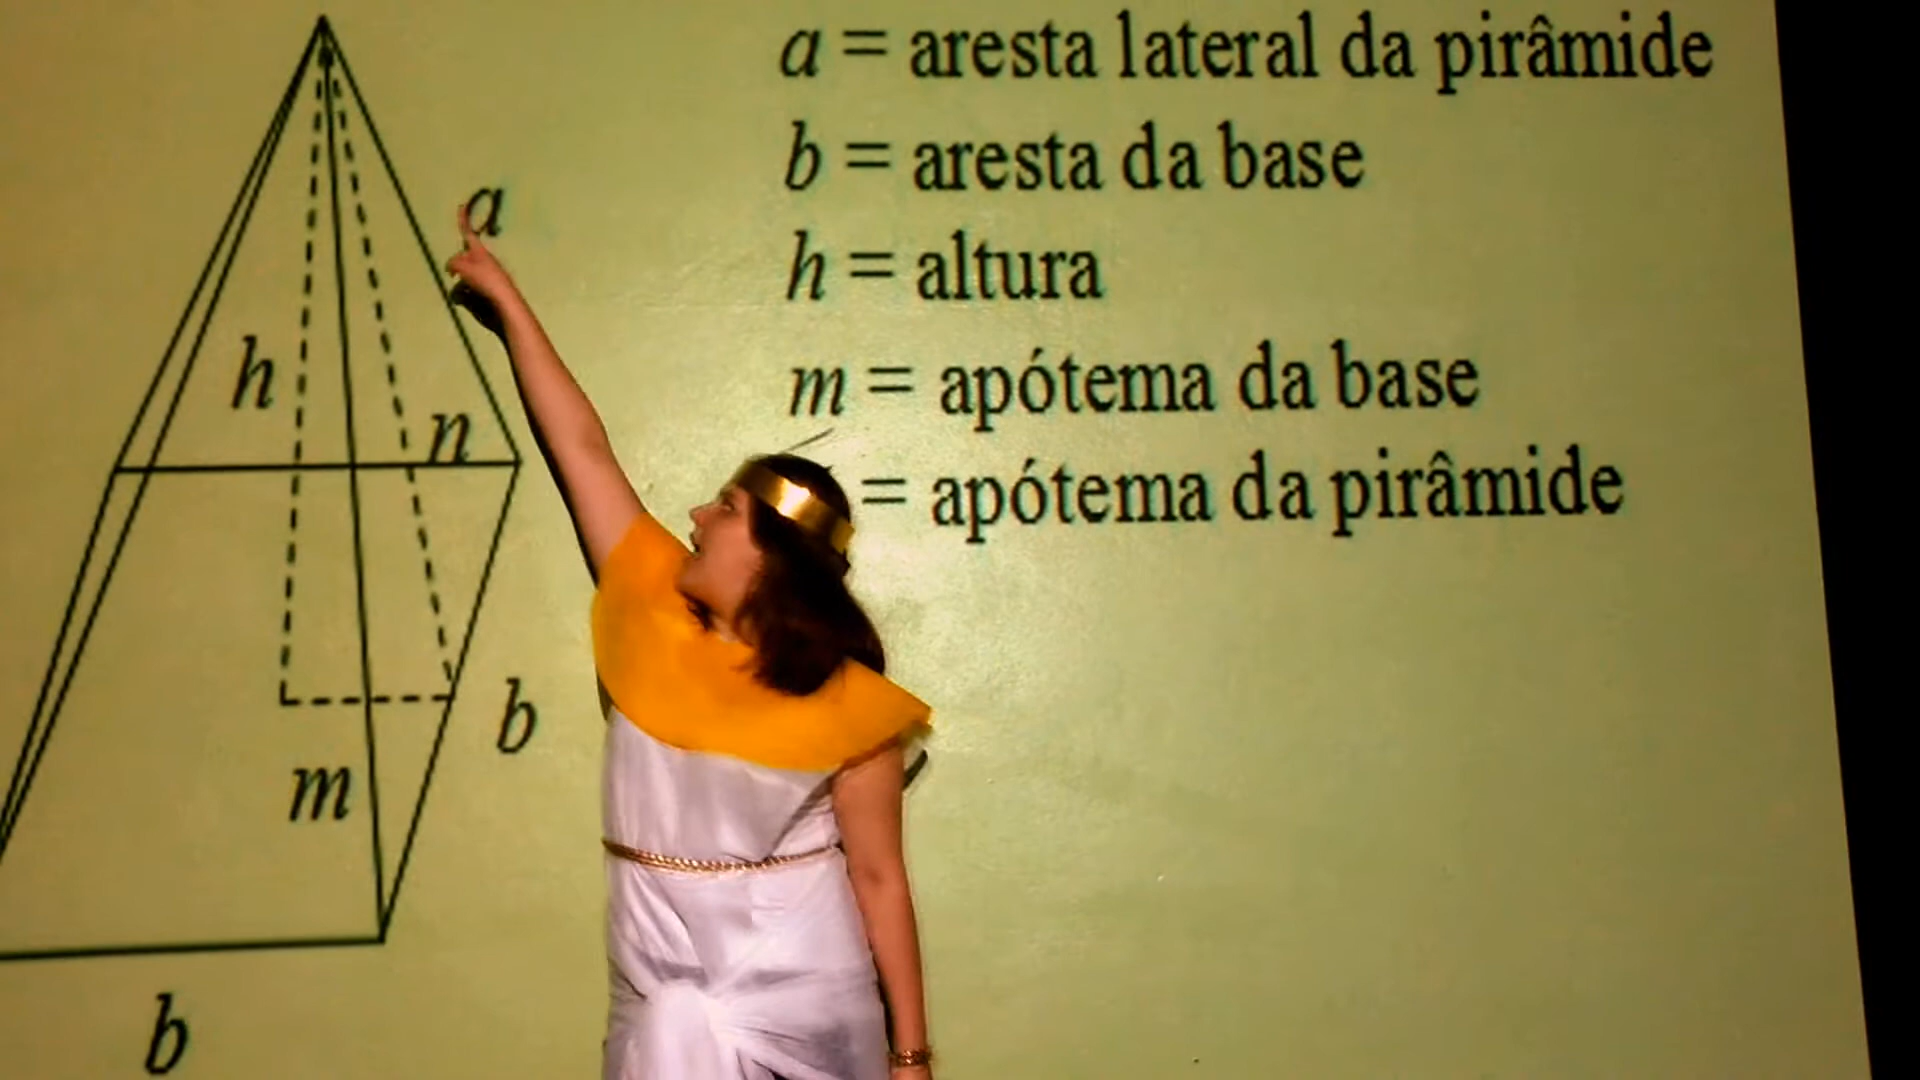 a = aresta lateral da pirâmide
b = aresta da base
h = altura
m = apótema da base
= apótema da pirâmide
a
h
n
b
m
b